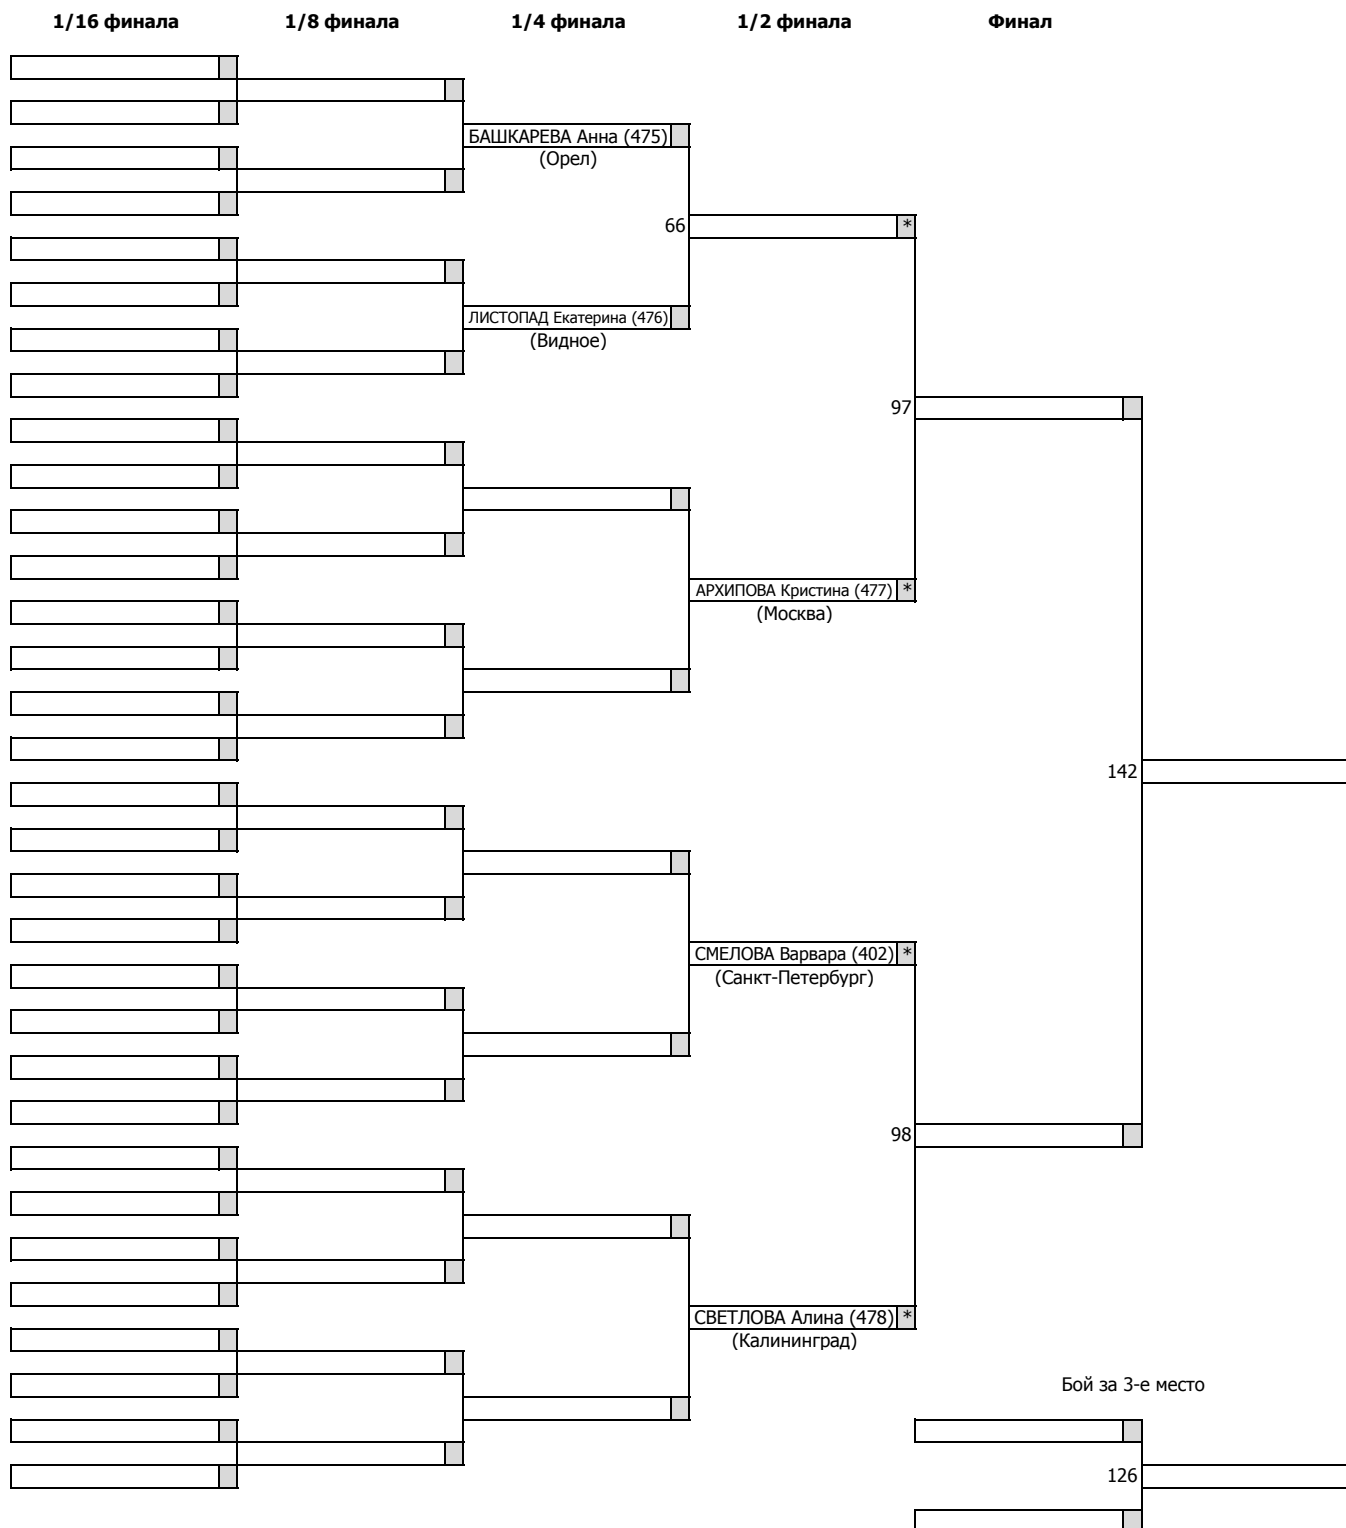 1/16 финала
1/8 финала
1/4 финала
1/2 финала
Финал
БАШКАРЕВА Анна (475)
(Орел)
66
*
ЛИСТОПАД Екатерина (476)
(Видное)
97
АРХИПОВА Кристина (477) *
(Москва)
142
СМЕЛОВА Варвара (402) *
(Санкт-Петербург)
98
СВЕТЛОВА Алина (478) *
(Калининград)
Бой за 3-е место
126